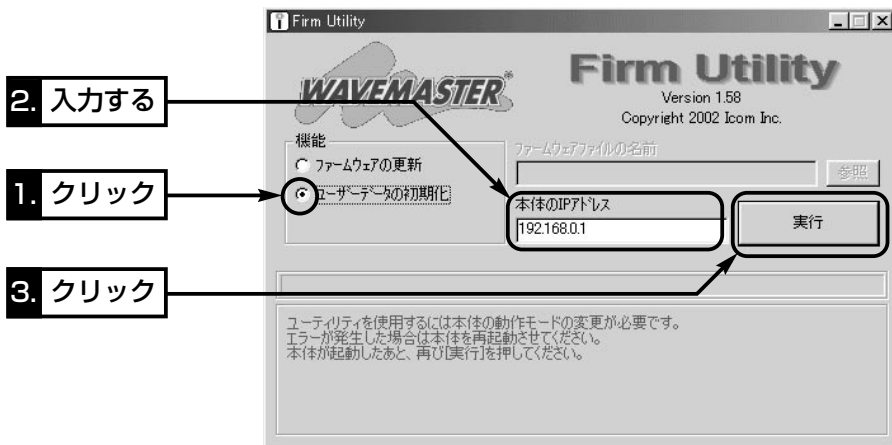 Firm Utility
WAVEMASTER®
Firm Utility
Version 1.58
Copyright 2002 Icom Inc.
2. 入力する
機能
ファームウェアの更新
ユーザーデータの初期化
ファームウェアファイルの名前
参照
1. クリック
本体のIPアドレス
192.168.0.1
実行
3. クリック
ユーティリティを使用するには本体の動作モードの変更が必要です。
エラーが発生した場合は本体を再起動させてください。
本体が起動したあと、再び[実行]を押してください。